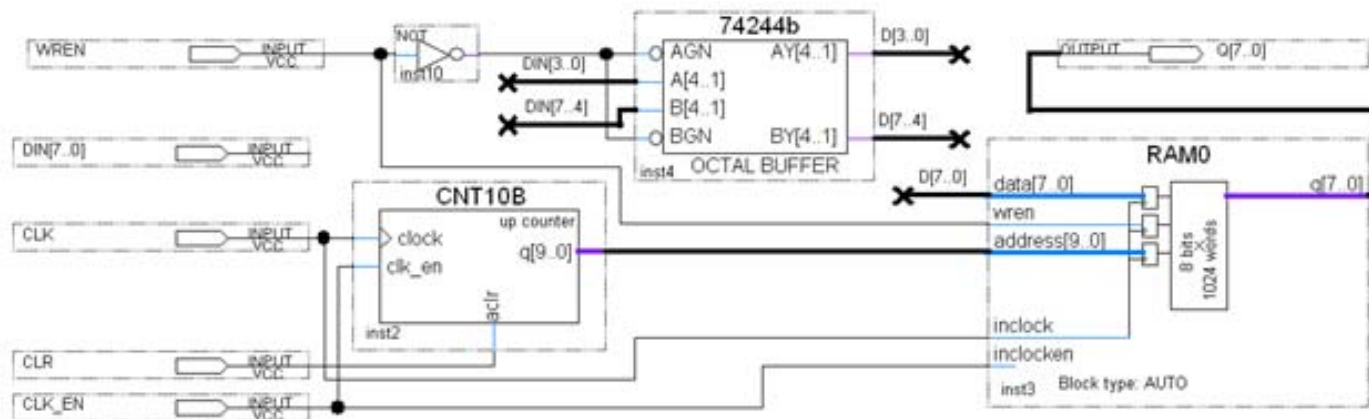 WREN
INPUT
VCC
NOT
inst10
DIN[3..0]
DIN[7..4]
74244b
AGN
A[4..1]
B[4..1]
BGN
AY[4..1]
BY[4..1]
inst4
OCTAL BUFFER
D[3..0]
D[7..4]
OUTPUT
Q[7..0]
DIN[7..0]
INPUT
VCC
CNT10B
up counter
clock
clk_en
q[9..0]
aclr
inst2
CLK
INPUT
VCC
D[7..0]
RAM0
data[7..0]
wren
address[9..0]
q[7..0]
8 bits
×
1024 words
inclock
inclocken
inst3
Block type: AUTO
CLR
INPUT
VCC
CLK_EN
INPUT
VCC